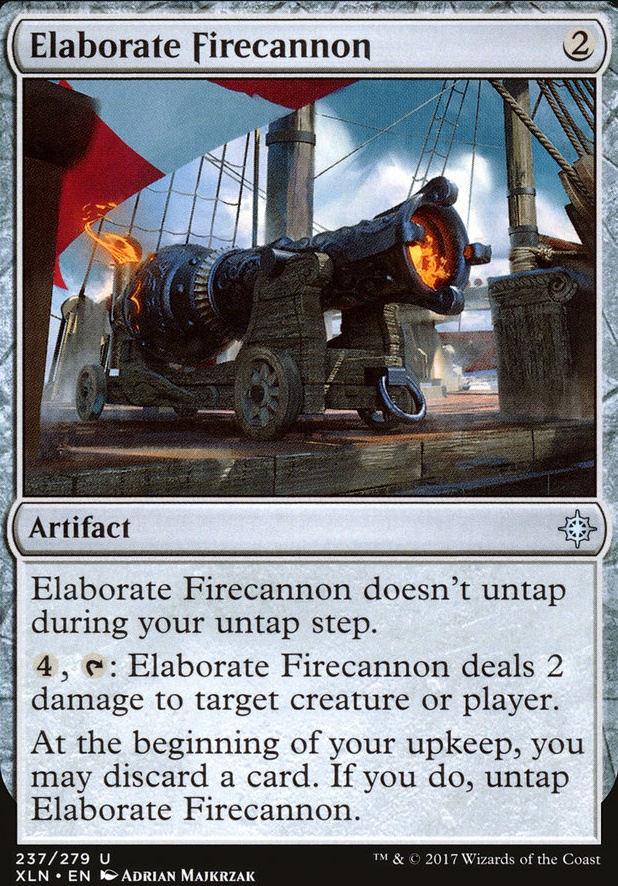 Elaborate Firecannon 2
Artifact
Elaborate Firecannon doesn't untap
during your untap step.
4, : Elaborate Firecannon deals 2
damage to target creature or player.
At the beginning of your upkeep, you
may discard a card. If you do, untap
Elaborate Firecannon.
237/279 U
XLN • EN Adrian Majkrzak
™ & © 2017 Wizards of the Coast